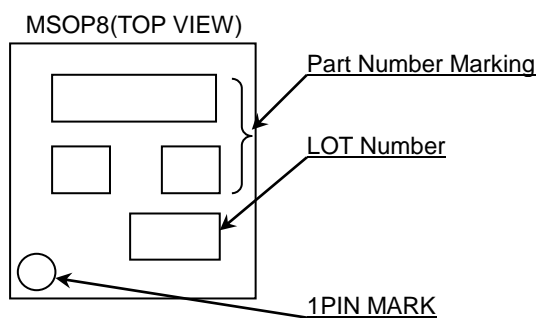 MSOP8(TOP VIEW)
Part Number Marking
LOT Number
1PIN MARK